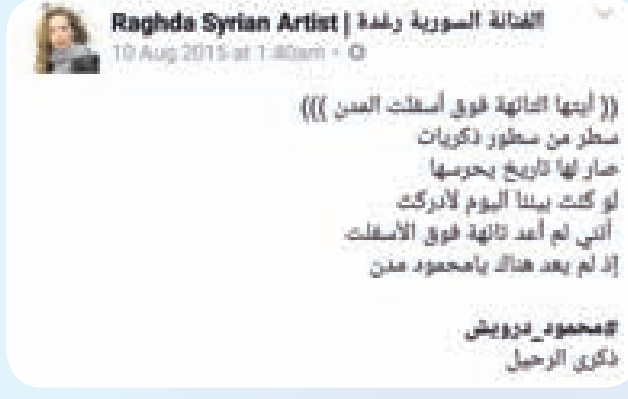 Raghda Syrian Artist | الفنانة السورية رغدة
10 Aug 2015 at 1:40am
(( أيتها التائهة فوق أسفلت المدن )))
سطر من سطور ذكريات
صار لها تاريخ يحرسها
لو كنت بيننا اليوم لأدركت
أنني لم أعد تائهة فوق الأسفلت
إذ لم يعد هناك يامحمود مدن
#محمود_درويش
ذكرى الرحيل